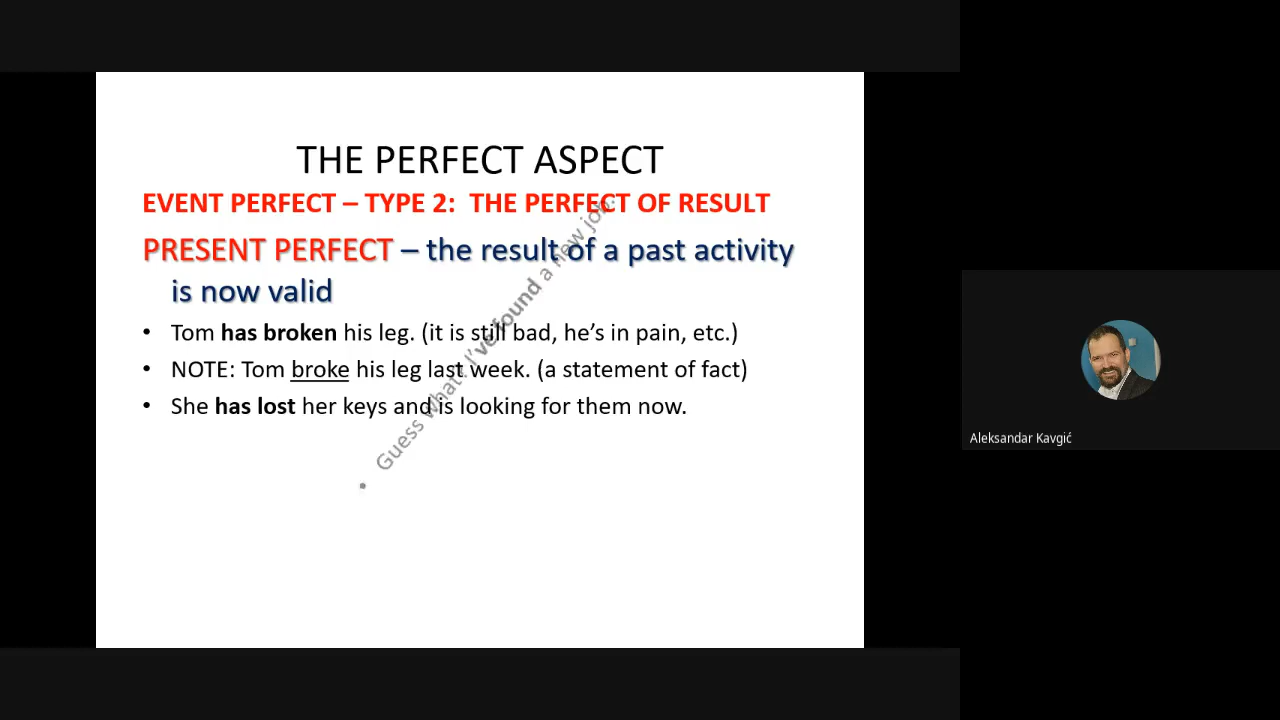 THE PERFECT ASPECT
EVENT PERFECT – TYPE 2: THE PERFECT OF RESULT
PRESENT PERFECT – the result of a past activity
is now valid
• Tom has broken his leg. (it is still bad, he's in pain, etc.)
• NOTE: Tom broke his leg last week. (a statement of fact)
• She has lost her keys and is looking for them now.
• Guess what? I've found a new job.
Aleksandar Kavgić